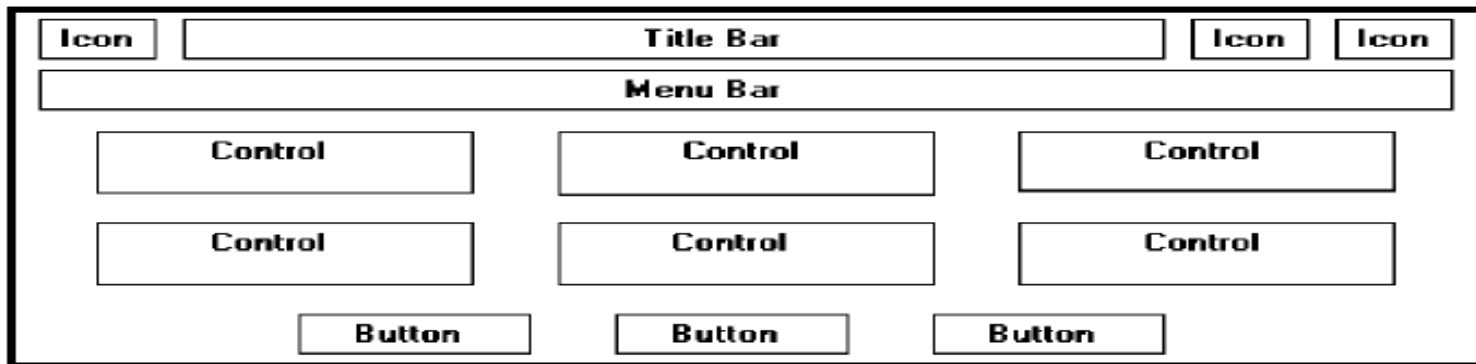 Icon Title Bar Icon Icon
Menu Bar
Control Control Control
Control Control Control
Button Button Button